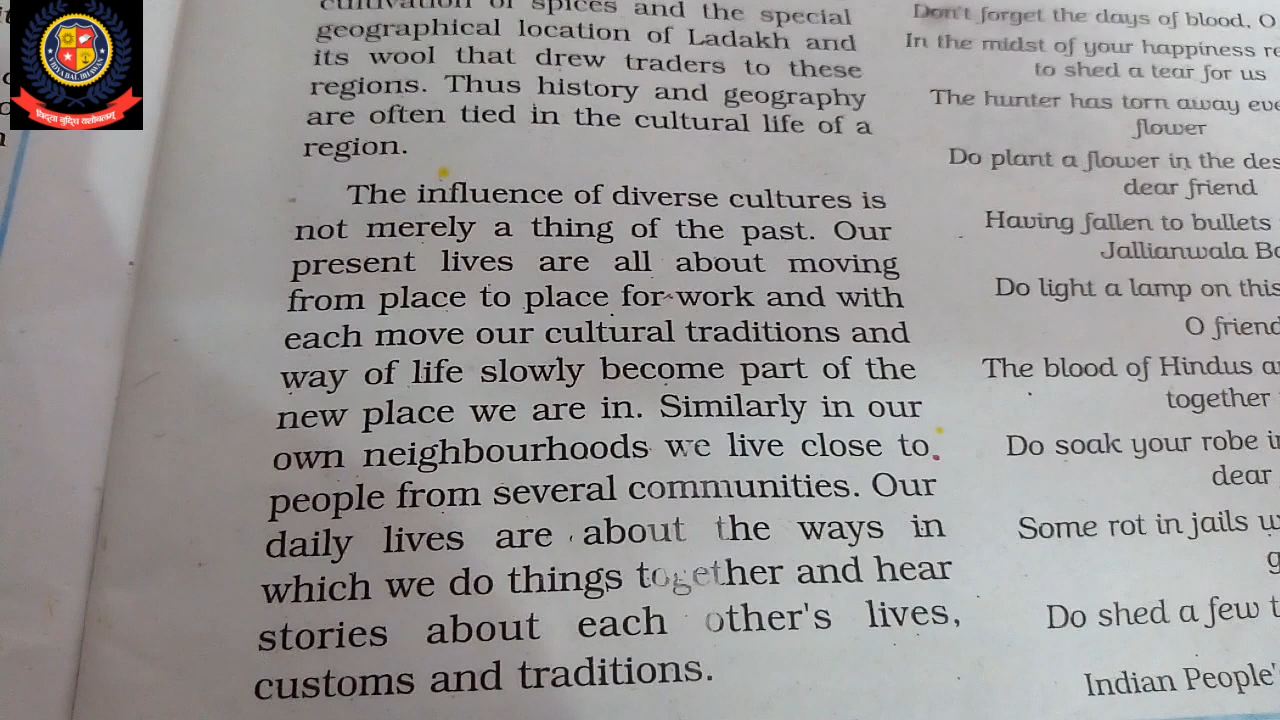 VIDYA BAL BHAWAN
cultivation of spices and the special
geographical location of Ladakh and
its wool that drew traders to these
regions. Thus history and geography
are often tied in the cultural life of a
region.
The influence of diverse cultures is
not merely a thing of the past. Our
present lives are all about moving
from place to place for work and with
each move our cultural traditions and
way of life slowly become part of the
new place we are in. Similarly in our
own neighbourhoods we live close to
people from several communities. Our
daily lives are about the ways in
which we do things together and hear
stories about each other's lives,
customs and traditions.
Don't forget the days of blood, O
In the midst of your happiness
to shed a tear for us
The hunter has torn away
flower
Do plant a flower in the
dear friend
Having fallen to bullets
Jallianwala
Do light a lamp on this
O friend
The blood of Hindus
together
Do soak your robe
dear
Some rot in jails
Do shed a few
Indian People'